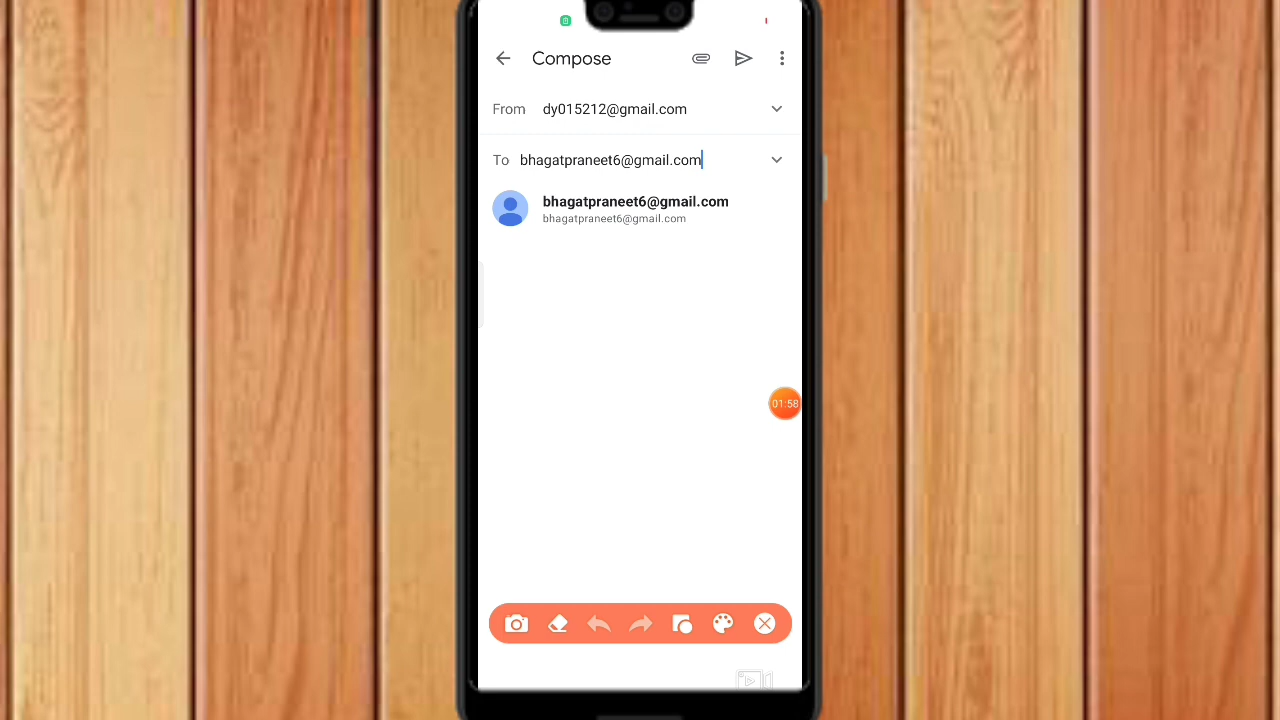 Compose
From dy015212@gmail.com
To bhagatpraneet6@gmail.com
bhagatpraneet6@gmail.com
bhagatpraneet6@gmail.com
01:58